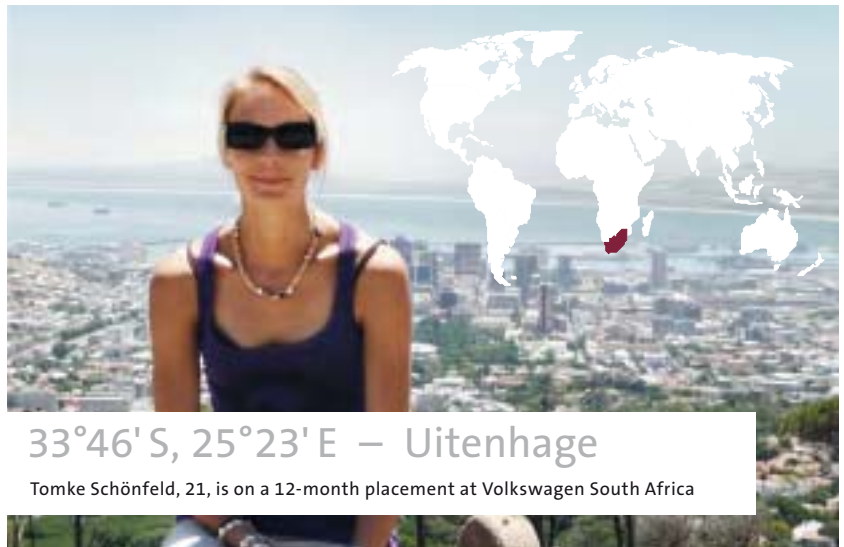 33°46' S, 25°23' E – Uitenhage
Tomke Schönfeld, 21, is on a 12-month placement at Volkswagen South Africa